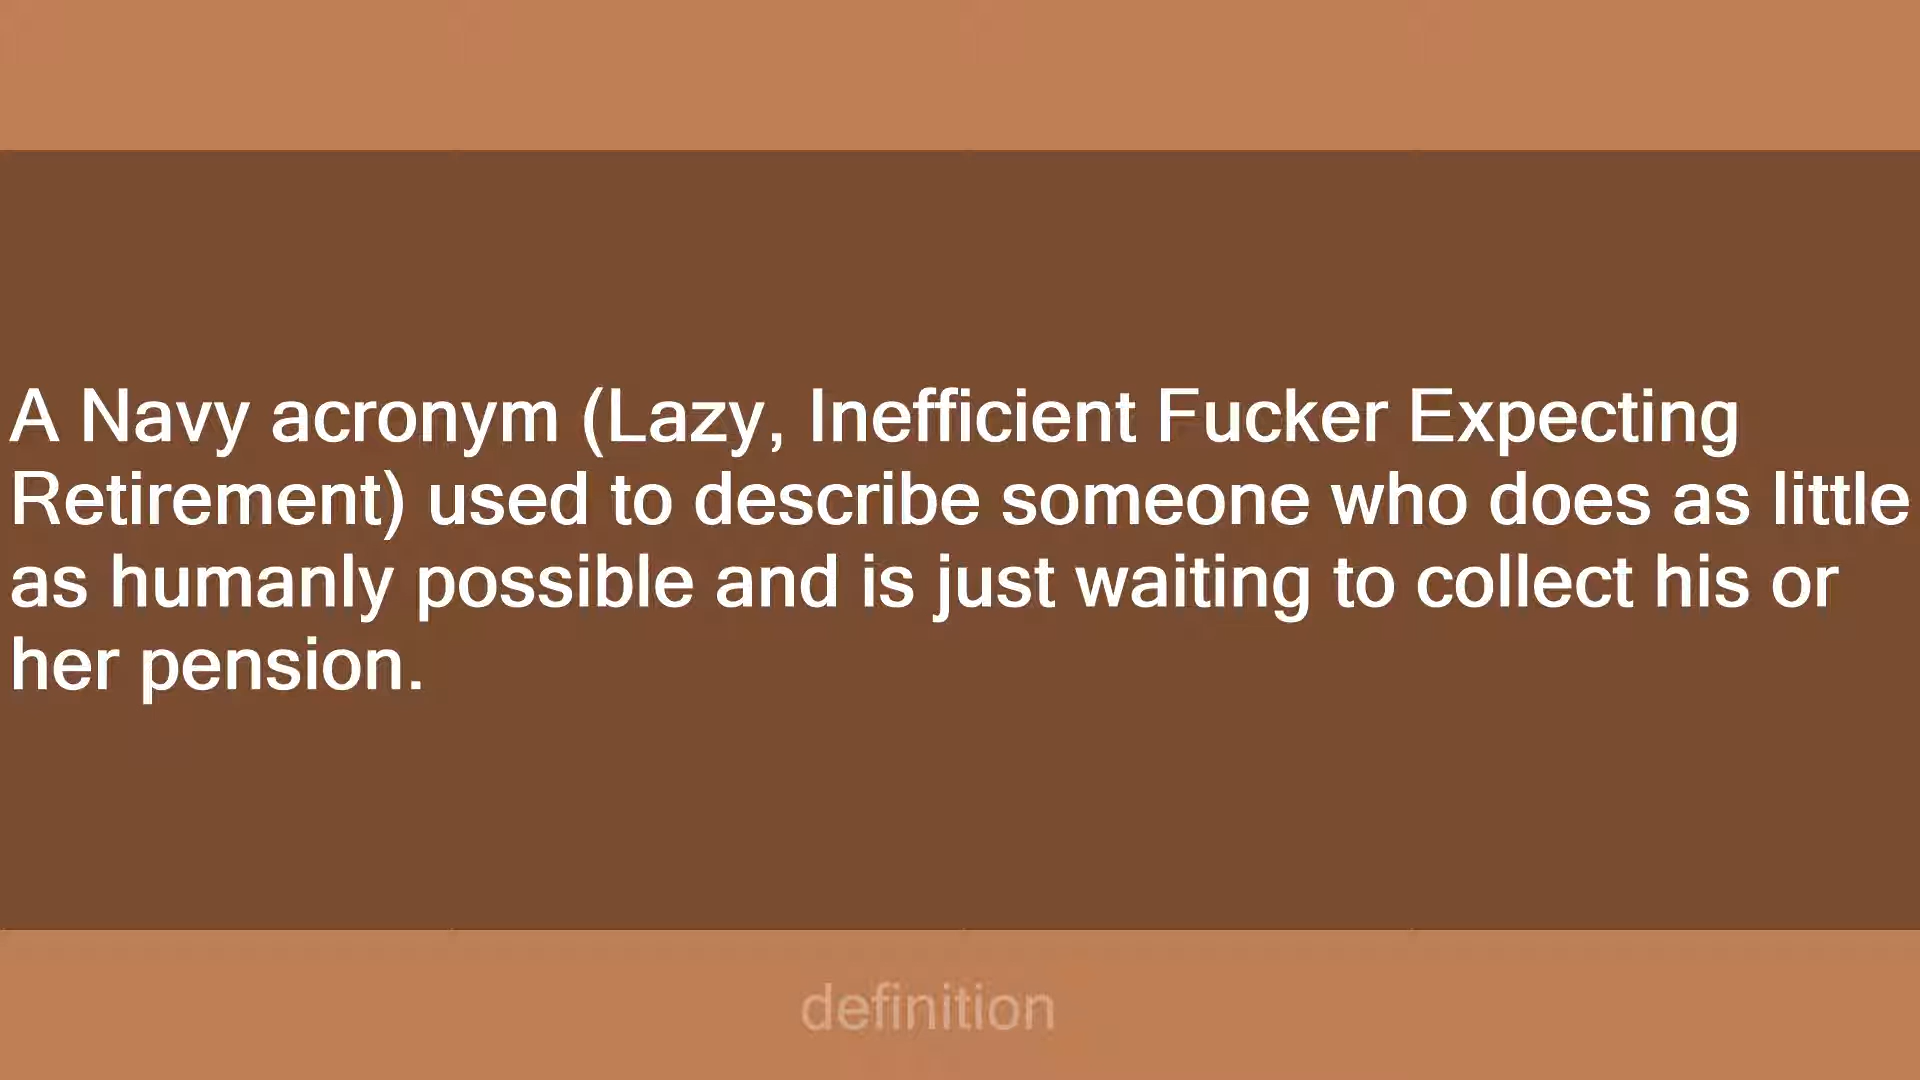 A Navy acronym (Lazy, Inefficient Fucker Expecting
Retirement) used to describe someone who does as little
as humanly possible and is just waiting to collect his or
her pension.
definition